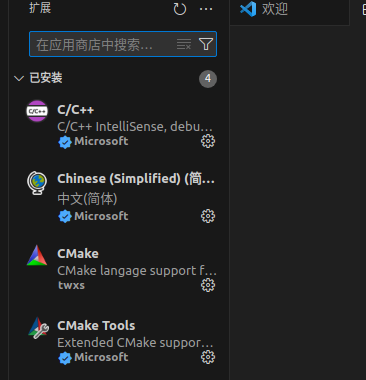 扩展
欢迎
在应用商店中搜索...
已安装
4
C/C++
C/C++
C/C++ IntelliSense, debu...
Microsoft
Chinese (Simplified) (简...
中文(简体)
Microsoft
CMake
CMake langage support f...
twxs
CMake Tools
Extended CMake suppor...
Microsoft